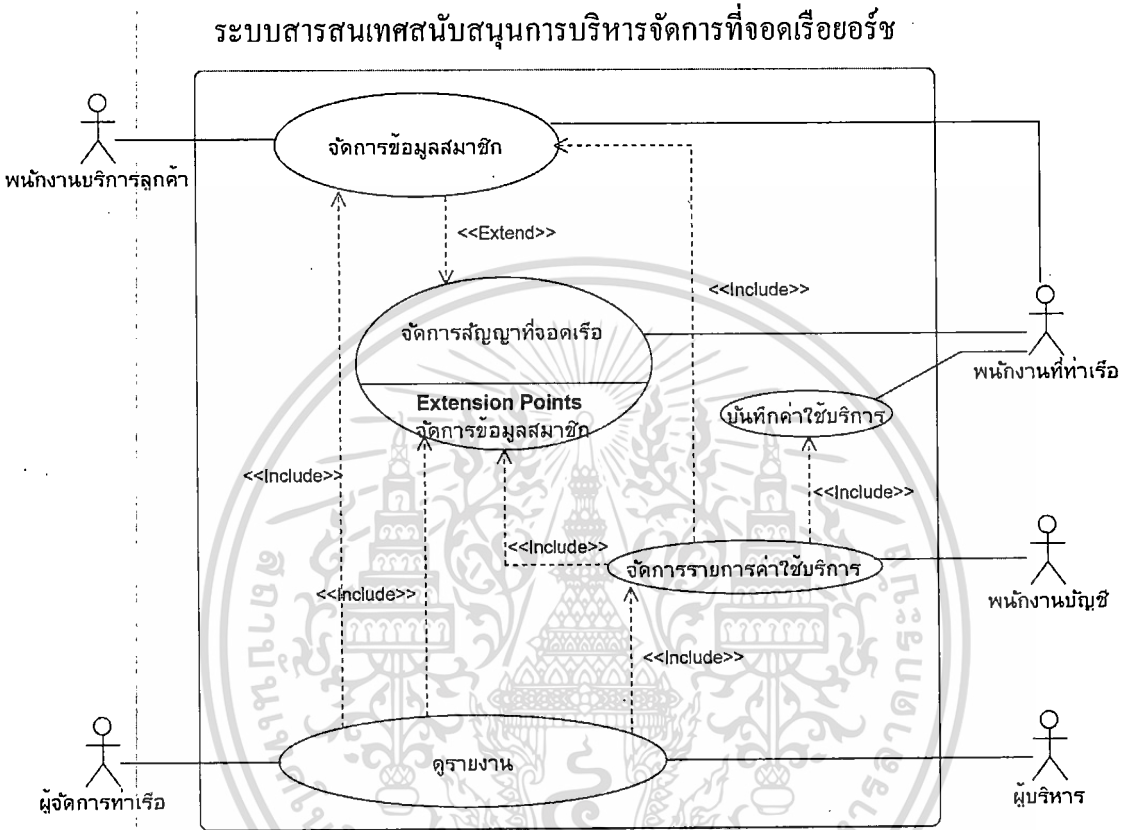 ระบบสารสนเทศสนับสนุนการบริหารจัดการที่จอดเรือยอร์ช
จัดการข้อมูลสมาชิก
พนักงานบริการลูกค้า
<<Extend>>
<<Include>>
จัดการสัญญาที่จอดเรือ
พนักงานที่ท่าเรือ
Extension Points
จัดการข้อมูลสมาชิก
บันทึกค่าใช้บริการ
<<Include>>
<<Include>>
<<Include>>
จัดการรายการค่าใช้บริการ
<<Include>>
พนักงานบัญชี
<<Include>>
ดูรายงาน
ผู้จัดการท่าเรือ
ผู้บริหาร